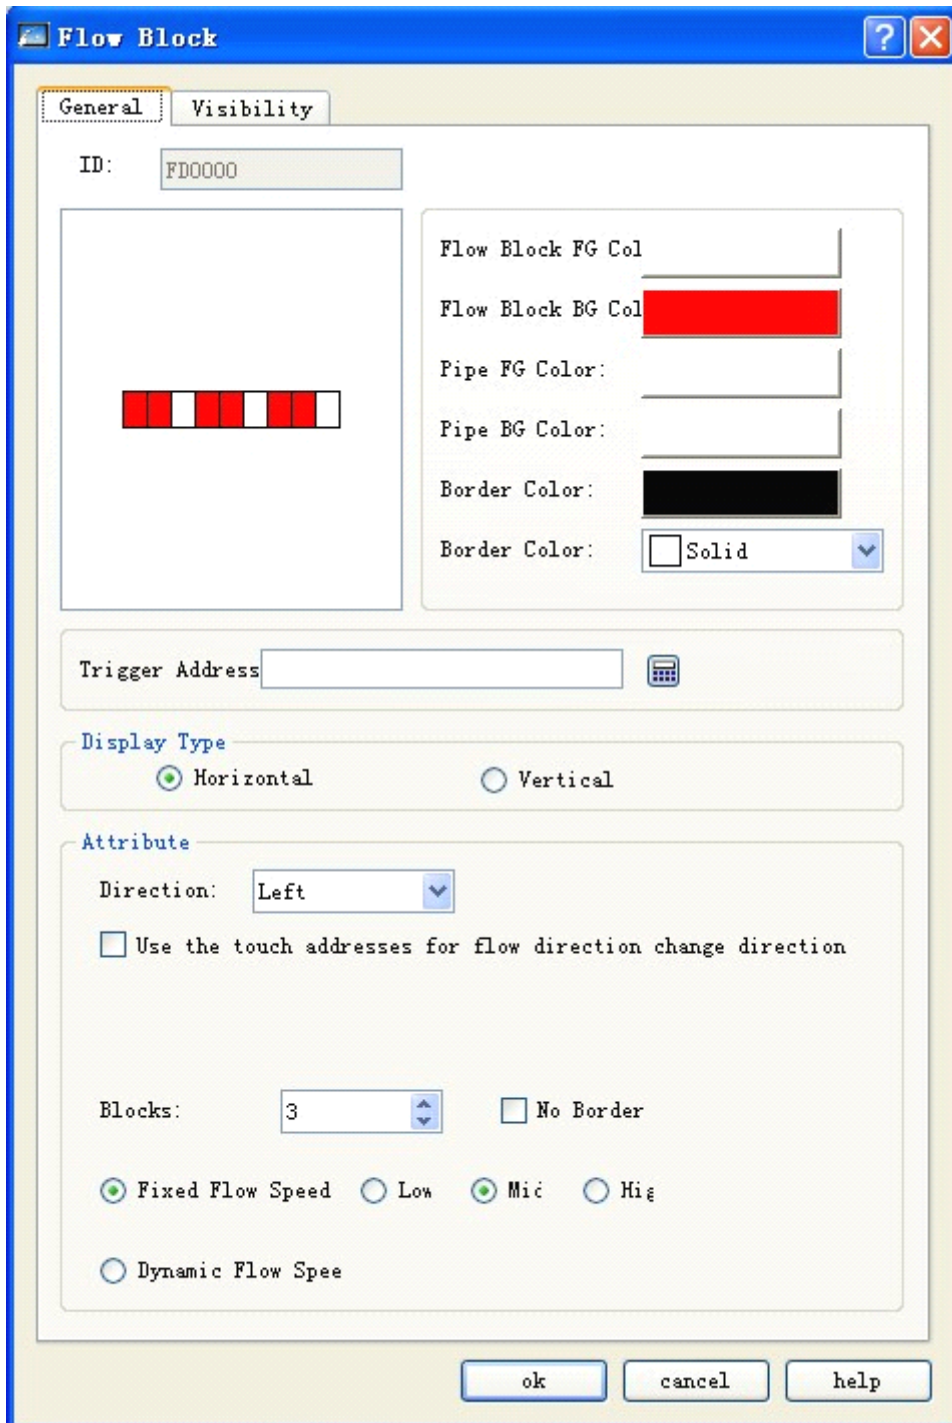 Flow Block
General Visibility
ID: FD0000
Flow Block FG Col
Flow Block BG Col
Pipe FG Color:
Pipe BG Color:
Border Color:
Border Color: Solid
Trigger Address
Display Type
Horizontal Vertical
Attribute
Direction: Left
Use the touch addresses for flow direction change direction
Blocks: 3 No Border
Fixed Flow Speed Low Mid Hig
Dynamic Flow Spee
ok cancel help